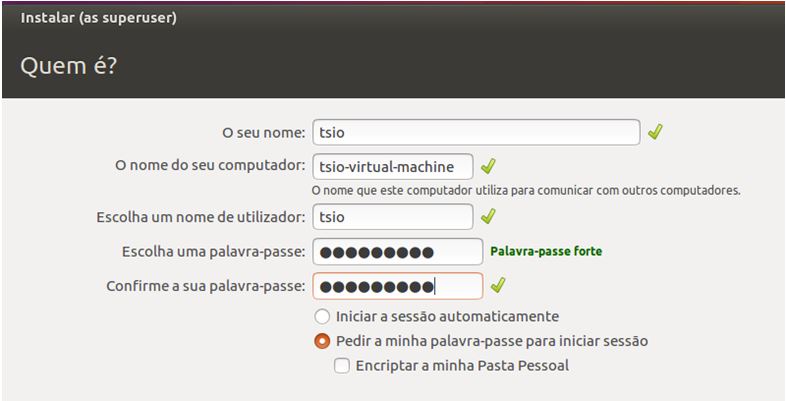 Instalar (as superuser)
Quem é?
O seu nome: tsio
O nome do seu computador: tsio-virtual-machine
O nome que este computador utiliza para comunicar com outros computadores.
Escolha um nome de utilizador: tsio
Escolha uma palavra-passe: ●●●●●●●●● Palavra-passe forte
Confirme a sua palavra-passe: ●●●●●●●●●
Iniciar a sessão automaticamente
Pedir a minha palavra-passe para iniciar sessão
Encriptar a minha Pasta Pessoal